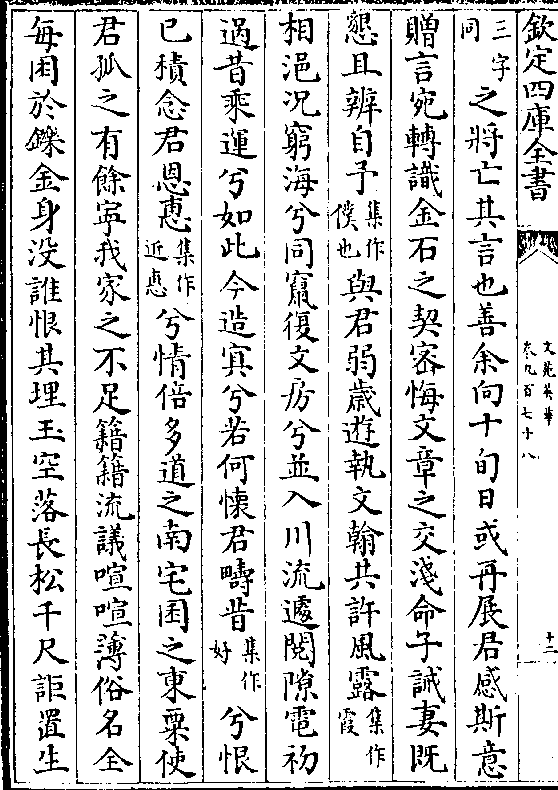 欽定四庫全書
文苑英華
卷九百七十八
十二
三字
同之將亡其言也善余向十旬日或再展君感斯意
贈言宛轉識金石之契密悔文章之交淺命子誡妻既
懇且辨自予集作
僕也與君弱歲遊執文翰共許風露集作
霞
相浥况窮海兮同竄復文房兮並入川流遽閱隙電初
過昔乘運兮如此今造冥兮若何懷君疇昔集作
好兮恨
已積念君恩惠集作
近惠兮情倍多道之南宅囷之東粟使
君孤之有餘寜我家之不足籍籍流議喧喧薄俗名全
每困於鑠金身没誰恨其埋玉空落長松千尺詎置生